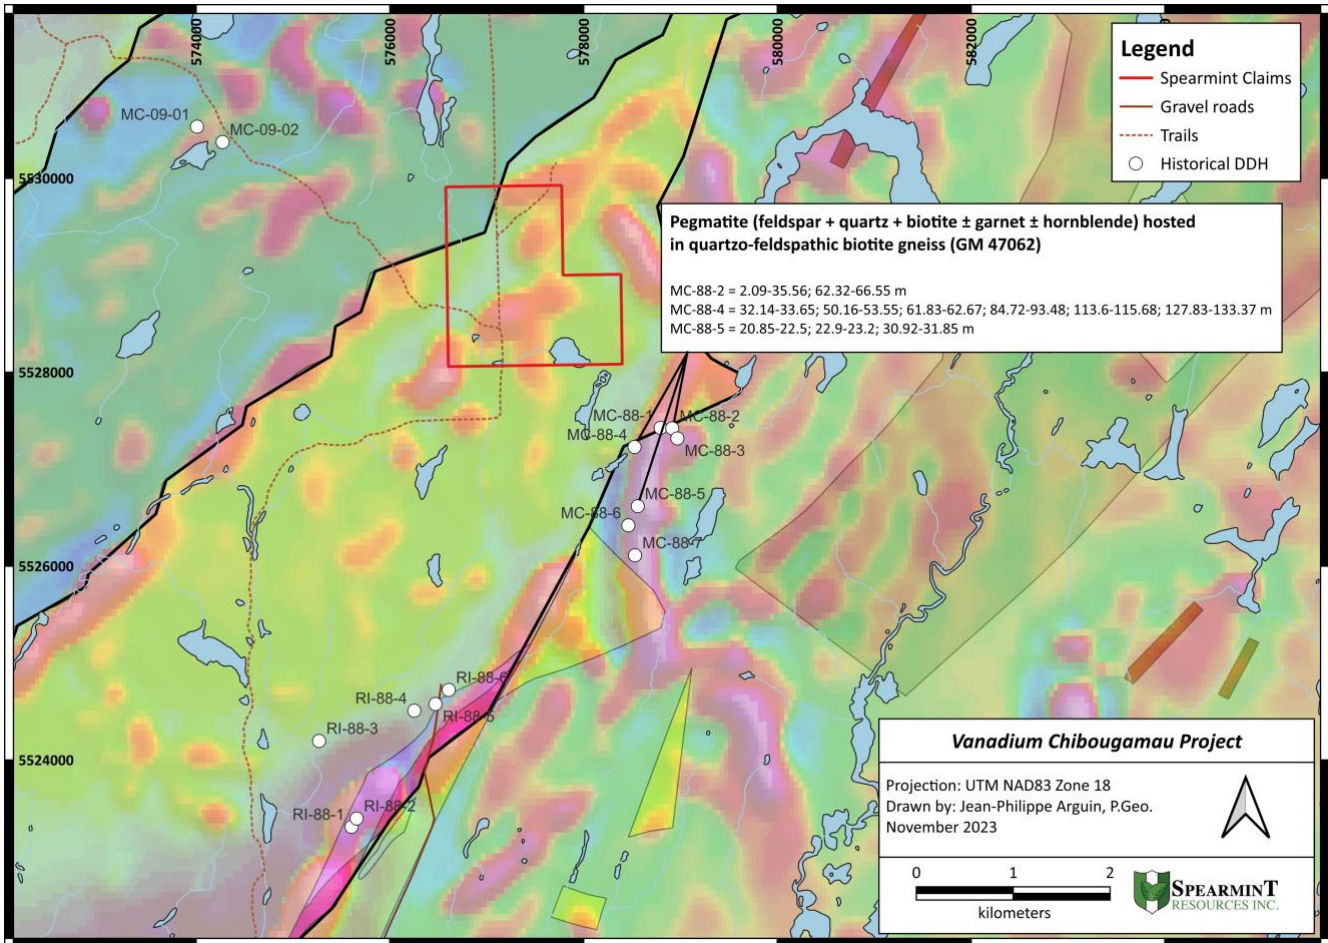 574000
576000
578000
580000
582000
Legend
Spearmint Claims
Gravel roads
Trails
Historical DDH
MC-09-01
MC-09-02
5530000
Pegmatite (feldspar + quartz + biotite ± garnet ± hornblende) hosted
in quartzo-feldspathic biotite gneiss (GM 47062)
MC-88-2 = 2.09-35.56; 62.32-66.55 m
MC-88-4 = 32.14-33.65; 50.16-53.55; 61.83-62.67; 84.72-93.48; 113.6-115.68; 127.83-133.37 m
MC-88-5 = 20.85-22.5; 22.9-23.2; 30.92-31.85 m
5528000
MC-88-1
MC-88-2
MC-88-4
MC-88-3
MC-88-5
MC-88-6
MC-88-7
5526000
RI-88-6
RI-88-4
RI-88-5
RI-88-3
5524000
RI-88-2
RI-88-1
Vanadium Chibougamau Project
Projection: UTM NAD83 Zone 18
Drawn by: Jean-Philippe Arguin, P.Geo.
November 2023
0 1 2
kilometers
SPEARMINT
RESOURCES INC.